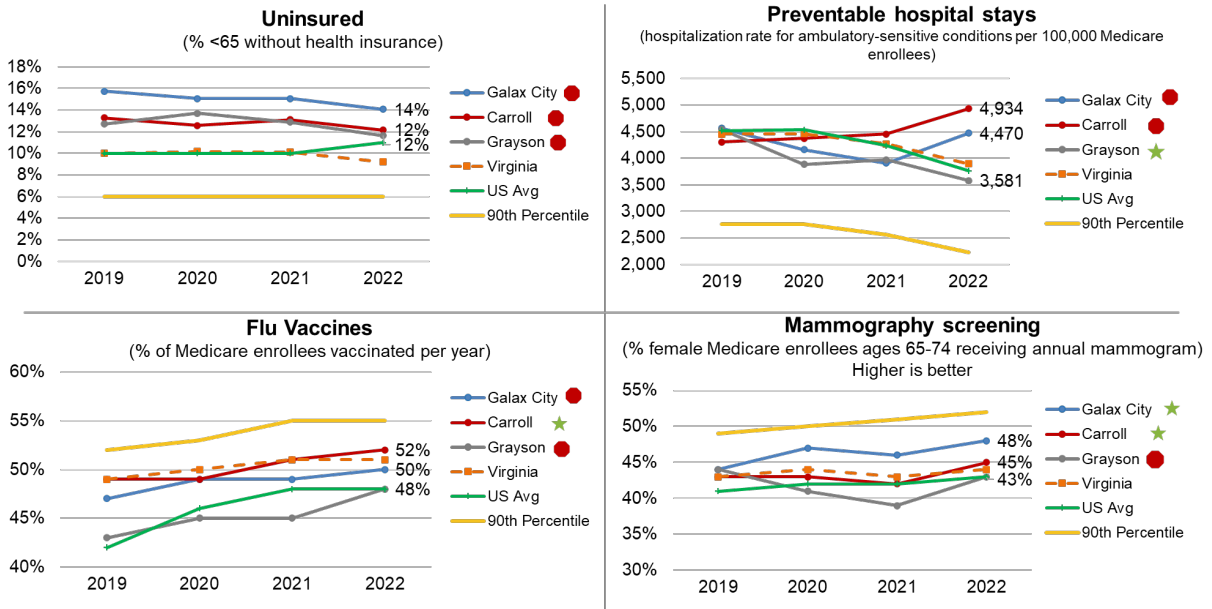 Uninsured
(% <65 without health insurance)
18%
16%
14%
12%
10%
8%
6%
4%
2%
0%
2019 2020 2021 2022
14%
12%
12%
Galax City
Carroll
Grayson
Virginia
US Avg
90th Percentile
Preventable hospital stays
(hospitalization rate for ambulatory-sensitive conditions per 100,000 Medicare
enrollees)
5,500
5,000
4,500
4,000
3,500
3,000
2,500
2,000
2019 2020 2021 2022
4,934
4,470
3,581
Galax City
Carroll
Grayson
Virginia
US Avg
90th Percentile
Flu Vaccines
(% of Medicare enrollees vaccinated per year)
60%
55%
50%
45%
40%
2019 2020 2021 2022
52%
50%
48%
Galax City
Carroll
Grayson
Virginia
US Avg
90th Percentile
Mammography screening
(% female Medicare enrollees ages 65-74 receiving annual mammogram)
Higher is better
55%
50%
45%
40%
35%
30%
2019 2020 2021 2022
48%
45%
43%
Galax City
Carroll
Grayson
Virginia
US Avg
90th Percentile